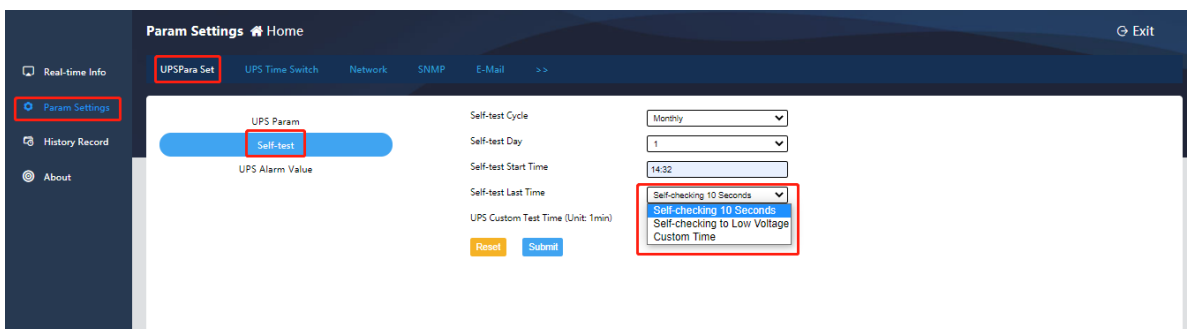 Param Settings Home
Exit
Real-time Info
Param Settings
History Record
About
UPSPara Set
UPS Time Switch
Network
SNMP
E-Mail
>>
UPS Param
Self-test
UPS Alarm Value
Self-test Cycle
Monthly
Self-test Day
1
Self-test Start Time
14:32
Self-test Last Time
Self-checking 10 Seconds
Self-checking 10 Seconds
Self-checking to Low Voltage
Custom Time
UPS Custom Test Time (Unit: 1min)
Reset
Submit